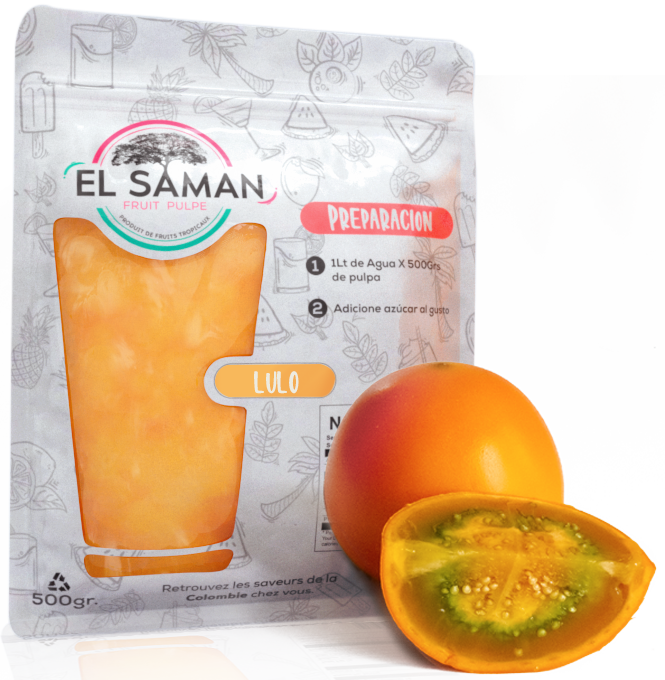 EL SAMAN
FRUIT PULPE
PRODUIT DE FRUITS TROPICAUX
PREPARACION
1 1Lt de Agua X 500Grs
de pulpa
2 Adicione azúcar al gusto
LULO
500gr.
Retrouvez les saveurs de la
Colombie chez vous.